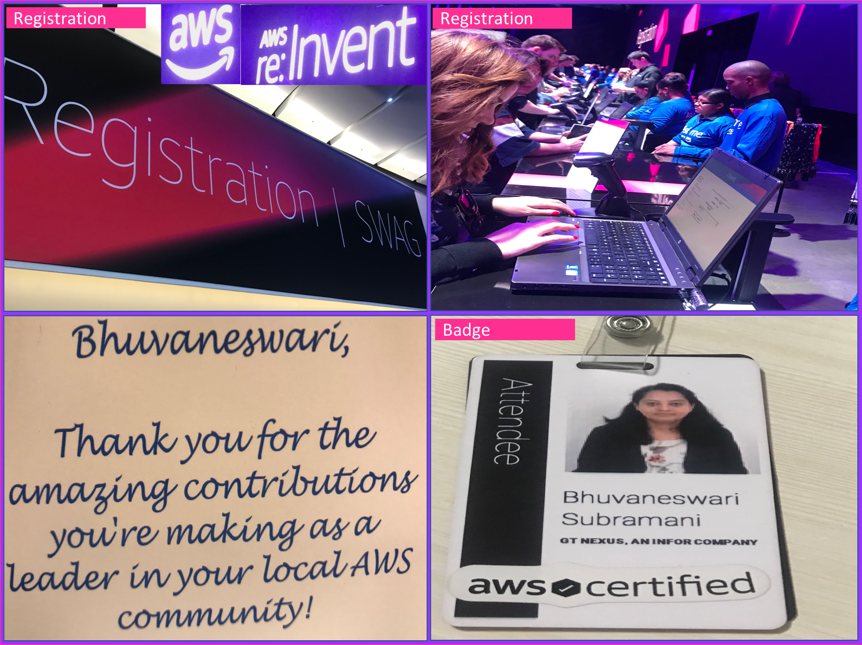 Registration
aws
AWS
re:Invent
Registration | SWAG
Registration
Bhuvaneswari,
Thank you for the
amazing contributions
you're making as a
leader in your local AWS
community!
Badge
Attendee
Bhuvaneswari
Subramani
GT NEXUS, AN INFOR COMPANY
aws certified